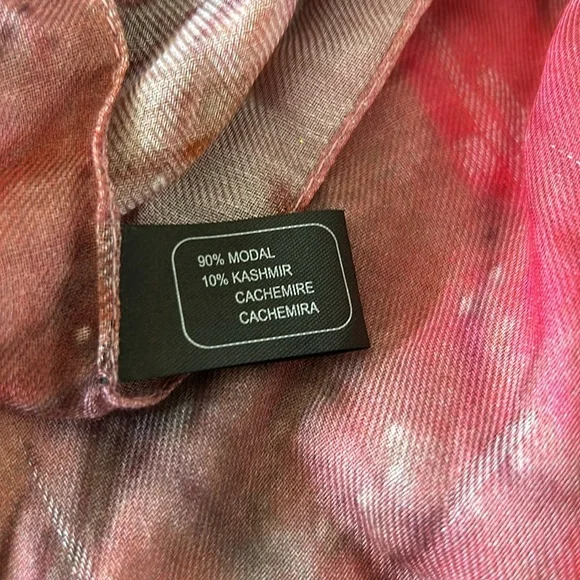 90% MODAL
10% KASHMIR
CACHEMIRE
CACHEMIRA